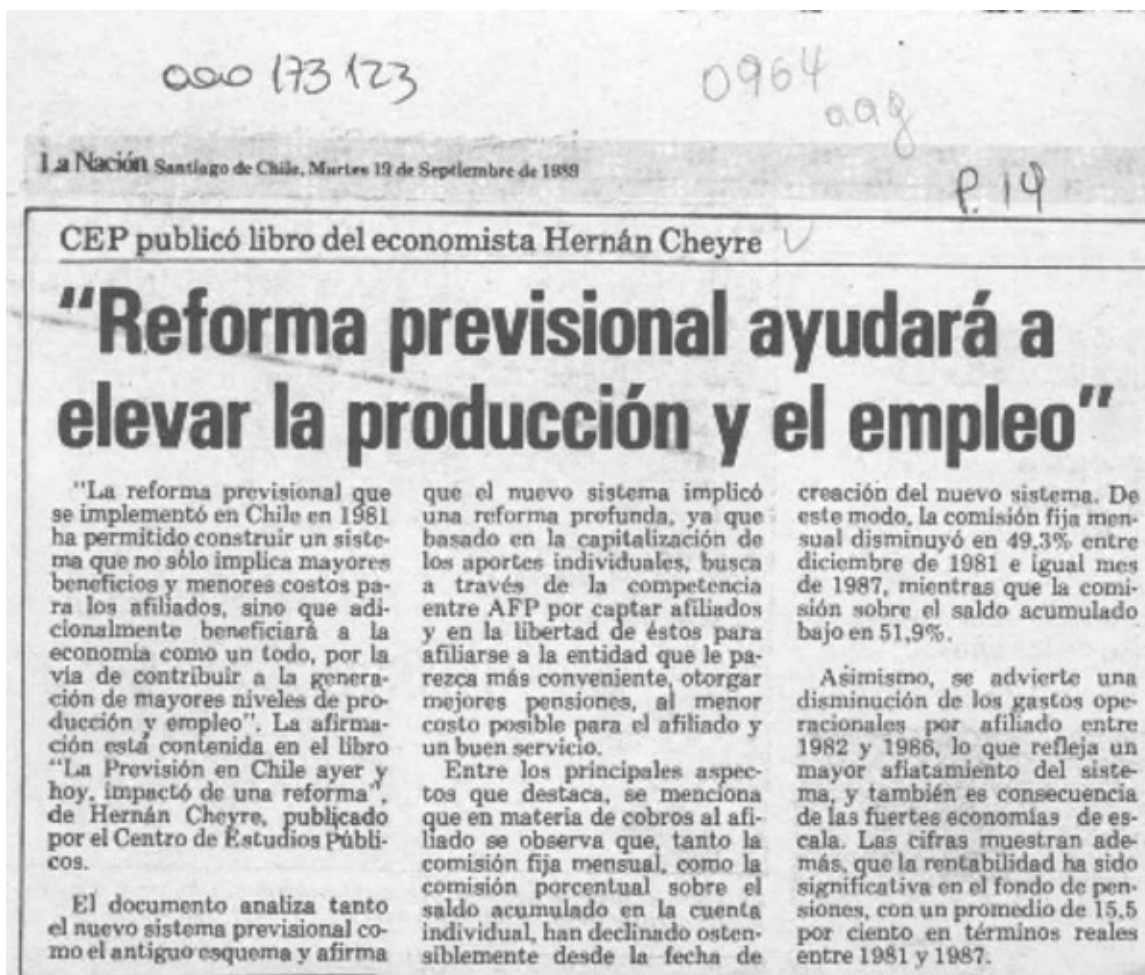 000 173 123
0964
aag
La Nación Santiago de Chile, Martes 19 de Septiembre de 1989
P. 14
CEP publicó libro del economista Hernán Cheyre
“Reforma previsional ayudará a
elevar la producción y el empleo”
"La reforma previsional que
se implementó en Chile en 1981
ha permitido construir un siste-
ma que no sólo implica mayores
beneficios y menores costos pa-
ra los afiliados, sino que adi-
cionalmente beneficiará a la
economía como un todo, por la
vía de contribuir a la genera-
ción de mayores niveles de pro-
ducción y empleo". La afirma-
ción está contenida en el libro
"La Previsión en Chile ayer y
hoy, impactó de una reforma",
de Hernán Cheyre, publicado
por el Centro de Estudios Públi-
cos.
El documento analiza tanto
el nuevo sistema previsional co-
mo el antiguo esquema y afirma
que el nuevo sistema implicó
una reforma profunda, ya que
basado en la capitalización de
los aportes individuales, busca
a través de la competencia
entre AFP por captar afiliados
y en la libertad de éstos para
afiliarse a la entidad que le pa-
rezca más conveniente, otorgar
mejores pensiones, al menor
costo posible para el afiliado y
un buen servicio.
Entre los principales aspec-
tos que destaca, se menciona
que en materia de cobros al afi-
liado se observa que, tanto la
comisión fija mensual, como la
comisión porcentual sobre el
saldo acumulado en la cuenta
individual, han declinado osten-
siblemente desde la fecha de
creación del nuevo sistema. De
este modo, la comisión fija men-
sual disminuyó en 49,3% entre
diciembre de 1981 e igual mes
de 1987, mientras que la comi-
sión sobre el saldo acumulado
bajo en 51,9%.
Asimismo, se advierte una
disminución de los gastos ope-
racionales por afiliado entre
1982 y 1986, lo que refleja un
mayor afiatamiento del siste-
ma, y también es consecuencia
de las fuertes economías de es-
cala. Las cifras muestran ade-
más, que la rentabilidad ha sido
significativa en el fondo de pen-
siones, con un promedio de 15,5
por ciento en términos reales
entre 1981 y 1987.